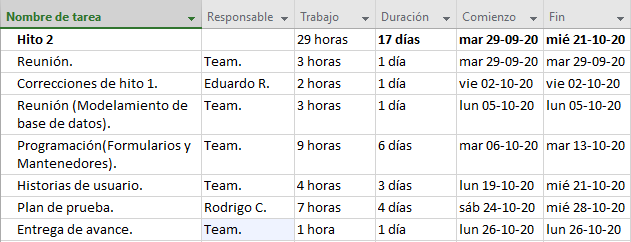 Nombre de tarea Responsable Trabajo Duración Comienzo Fin
Hito 2 29 horas 17 días mar 29-09-20 mié 21-10-20
Reunión. Team. 3 horas 1 día mar 29-09-20 mar 29-09-20
Correcciones de hito 1. Eduardo R. 2 horas 1 día vie 02-10-20 vie 02-10-20
Reunión (Modelamiento de Team. 3 horas 1 día lun 05-10-20 lun 05-10-20
base de datos).
Programación(Formularios y Team. 9 horas 6 días mar 06-10-20 mar 13-10-20
Mantenedores).
Historias de usuario. Team. 4 horas 3 días lun 19-10-20 mié 21-10-20
Plan de prueba. Rodrigo C. 7 horas 4 días sáb 24-10-20 mié 28-10-20
Entrega de avance. Team. 1 hora 1 día lun 26-10-20 lun 26-10-20